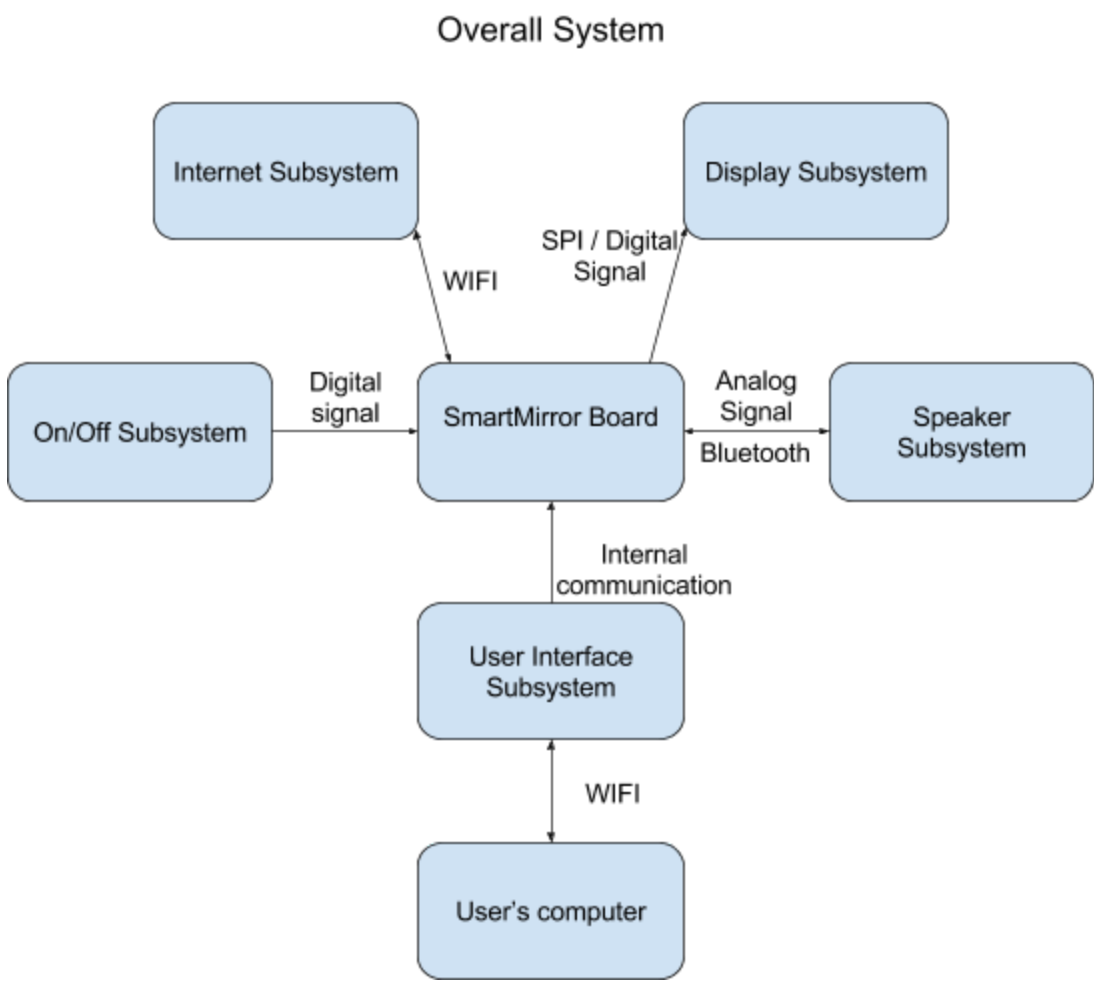 Overall System
Internet Subsystem
Display Subsystem
SPI / Digital
Signal
WIFI
On/Off Subsystem
Digital
signal
SmartMirror Board
Analog
Signal
Bluetooth
Speaker
Subsystem
Internal
communication
User Interface
Subsystem
WIFI
User's computer